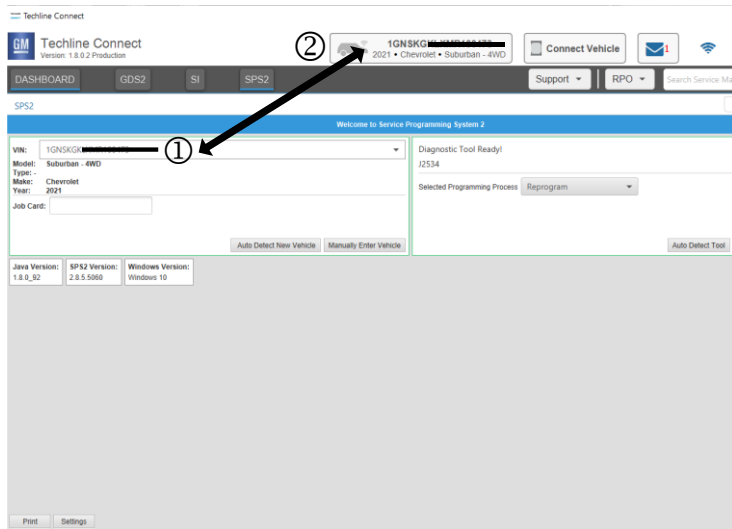 Techline Connect
GM
Techline Connect
Version: 1.8.0.2 Production
②
1GNSKG
2021 • Chevrolet • Suburban - 4WD
Connect Vehicle
1
DASHBOARD
GDS2
SI
SPS2
Support
RPO
Search Service Ma
SPS2
Welcome to Service Programming System 2
VIN:
1GNSKGK
①
Model: Suburban - 4WD
Type: -
Make: Chevrolet
Year: 2021
Job Card:
Auto Detect New Vehicle
Manually Enter Vehicle
Diagnostic Tool Ready!
J2534
Selected Programming Process
Reprogram
Auto Detect Tool
Java Version:
1.8.0_92
SPS2 Version:
2.8.5.5060
Windows Version:
Windows 10
Print
Settings